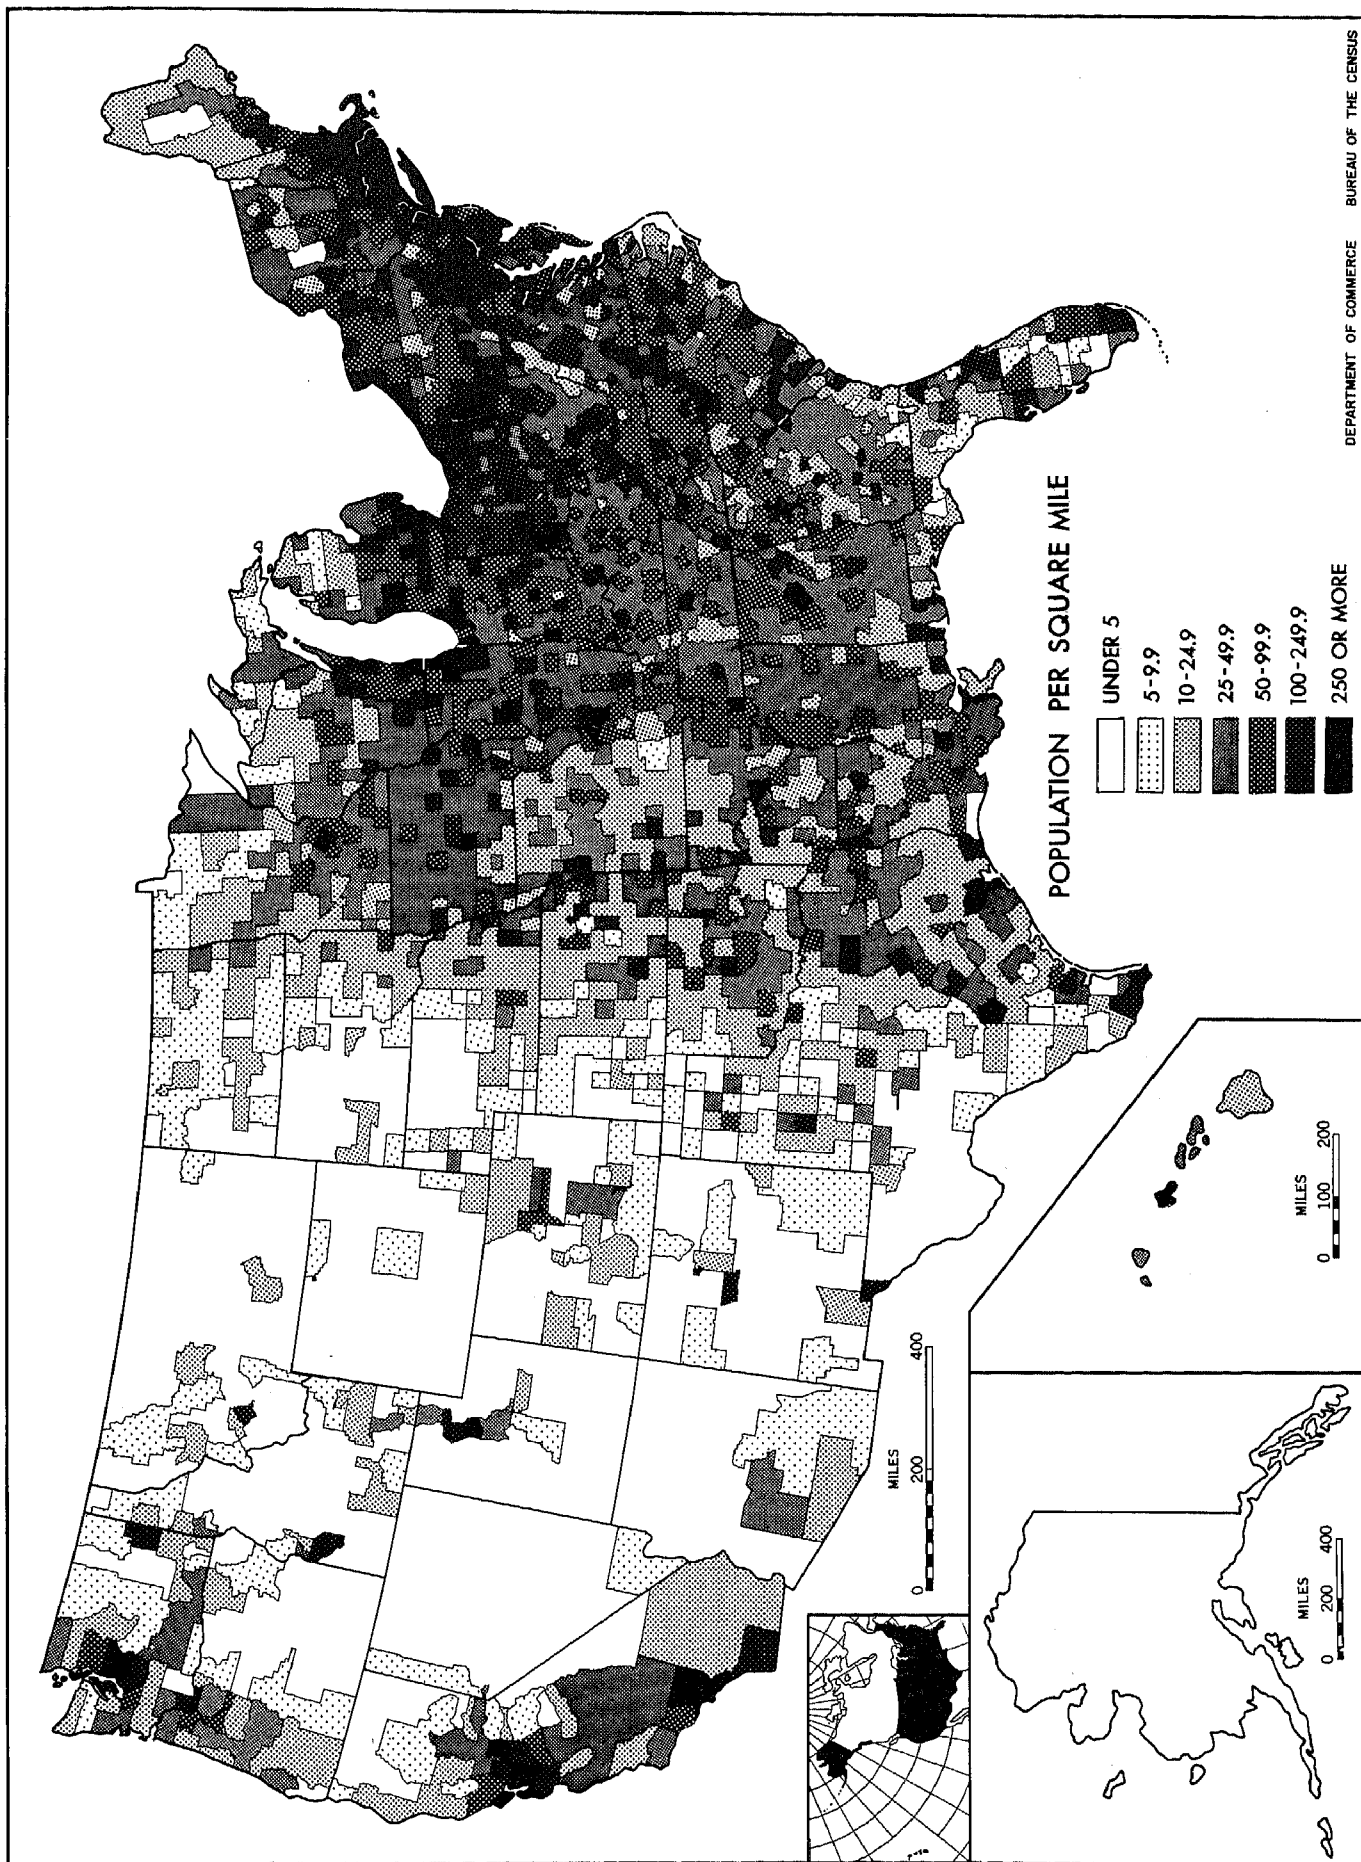 POPULATION PER SQUARE MILE
UNDER 5
5-9.9
10-24.9
25-49.9
50-99.9
100-249.9
250 OR MORE
MILES
0 200 400
MILES
0 100 200
MILES
0 200 400
DEPARTMENT OF COMMERCE BUREAU OF THE CENSUS